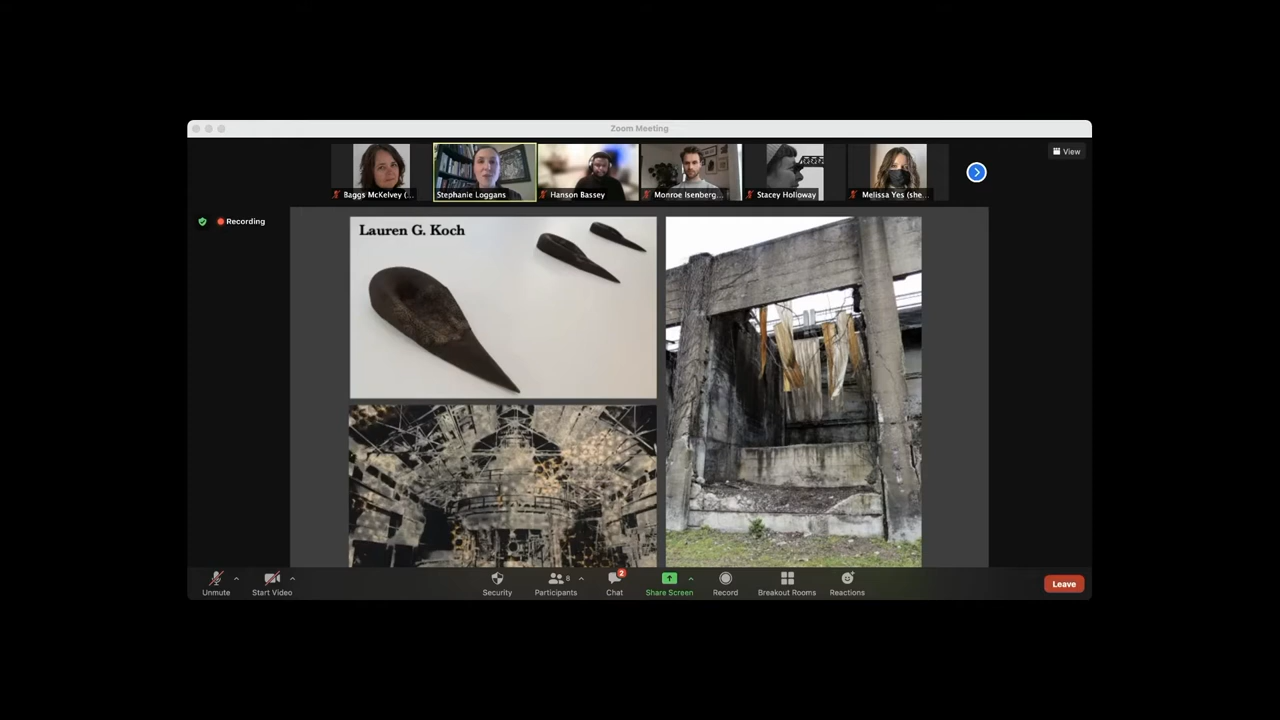 Zoom Meeting
View
Baggs McKelvey (...
Stephanie Loggans
Hanson Bassey
Monroe Isenberg...
Stacey Holloway
Melissa Yes (she...
Recording
Lauren G. Koch
Unmute
Start Video
Security
Participants
8
Chat
2
Share Screen
Record
Breakout Rooms
Reactions
Leave